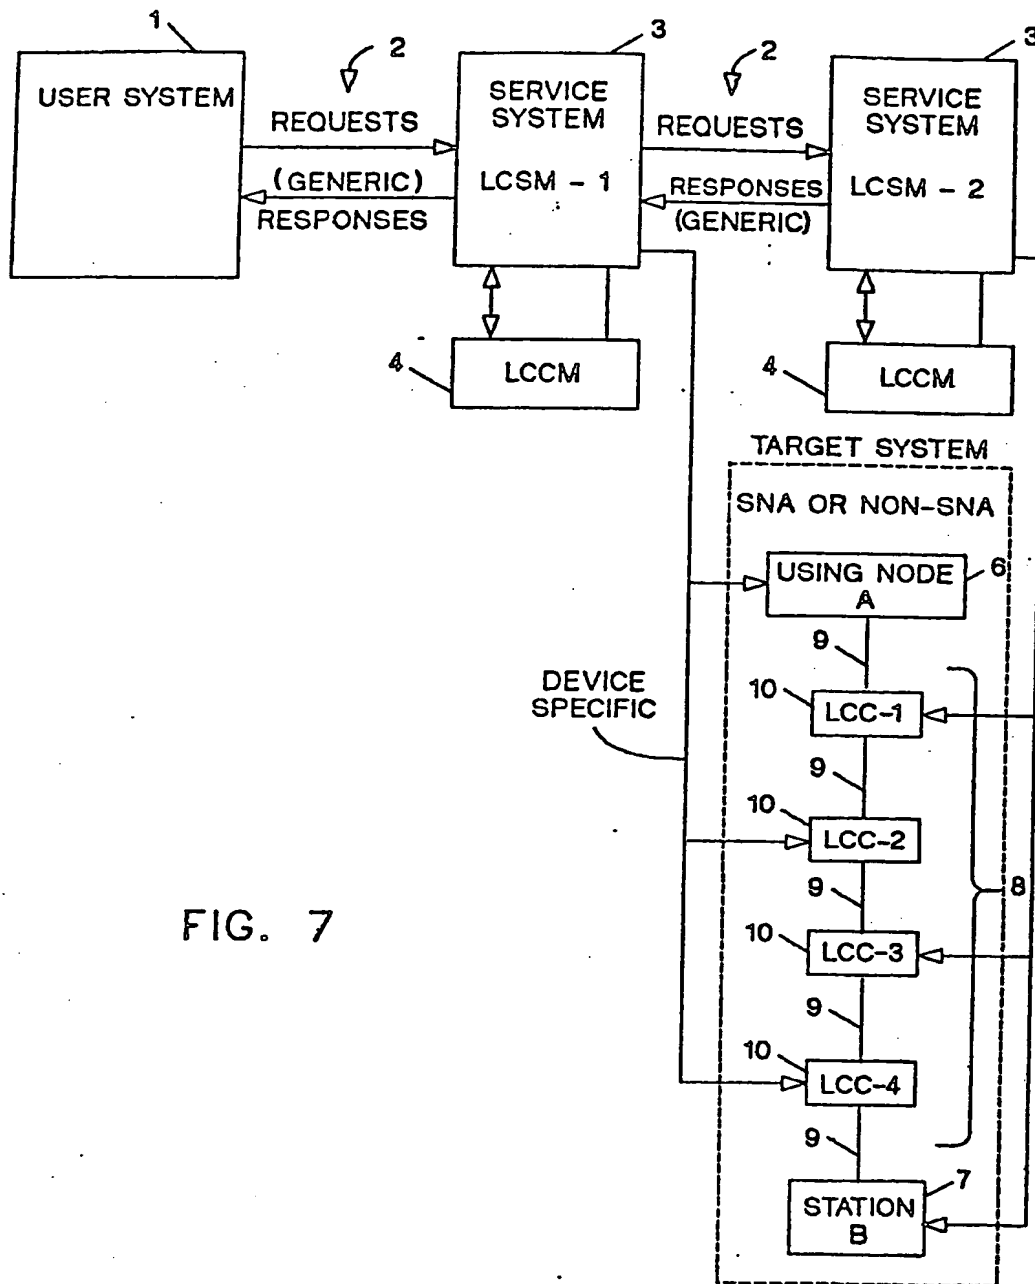 1
2
3
2
3
USER SYSTEM
REQUESTS
(GENERIC)
RESPONSES
SERVICE
SYSTEM
LCSM - 1
REQUESTS
RESPONSES
(GENERIC)
SERVICE
SYSTEM
LCSM - 2
4
LCCM
4
LCCM
TARGET SYSTEM
SNA OR NON-SNA
USING NODE
A
6
9
DEVICE
SPECIFIC
10
LCC-1
9
10
LCC-2
9
8
10
LCC-3
9
10
LCC-4
9
STATION
B
7
FIG. 7